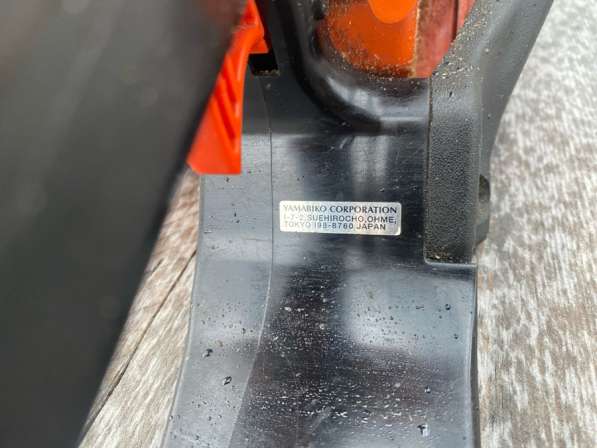 YAMABIKO CORPORATION
1-7-2, SUEHIROCHO, OHME,
TOKYO 198-8760 JAPAN